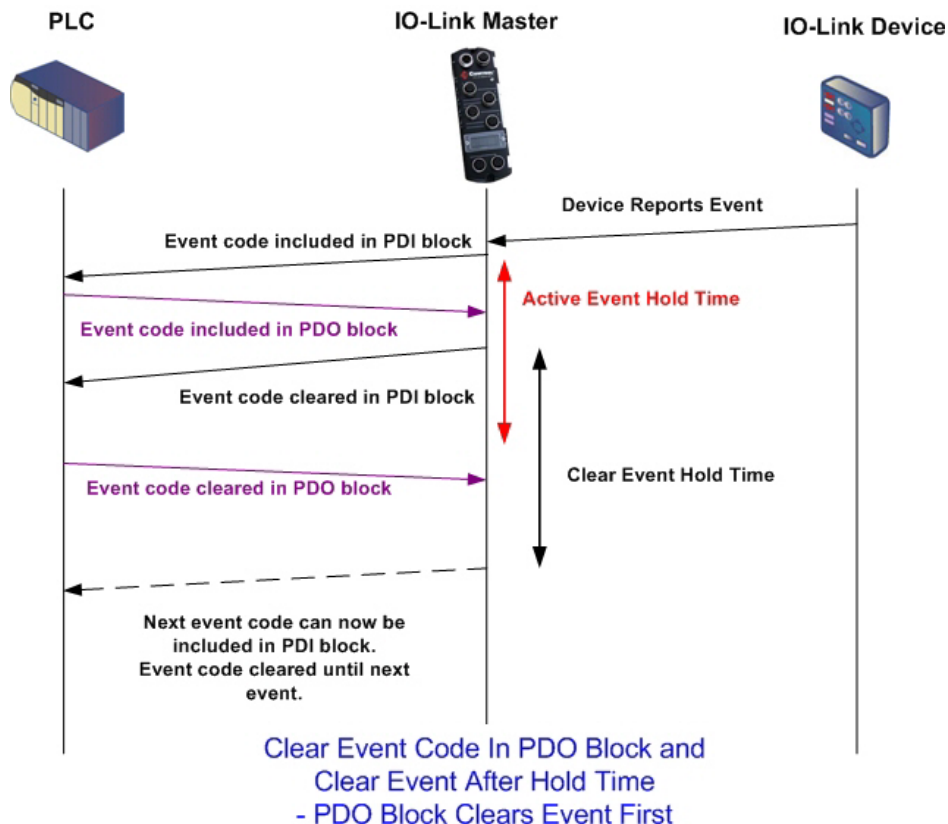 PLC
IO-Link Master
IO-Link Device
Device Reports Event
Event code included in PDI block
Active Event Hold Time
Event code included in PDO block
Event code cleared in PDI block
Clear Event Hold Time
Event code cleared in PDO block
Next event code can now be
included in PDI block.
Event code cleared until next
event.
Clear Event Code In PDO Block and
Clear Event After Hold Time
- PDO Block Clears Event First